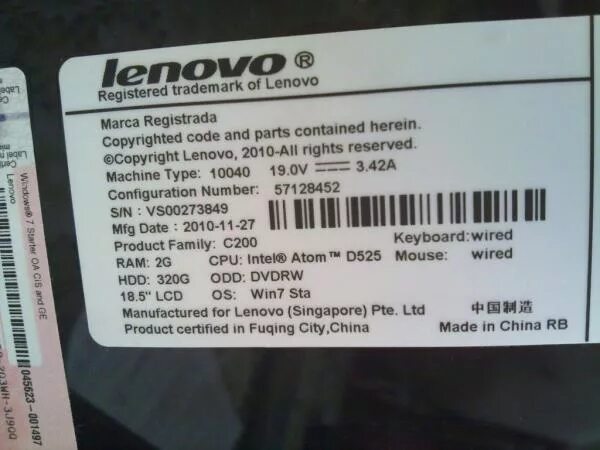 lenovo ®
Registered trademark of Lenovo
Marca Registrada
Copyrighted code and parts contained herein.
©Copyright Lenovo, 2010-All rights reserved.
Machine Type: 10040 19.0V 3.42A
Configuration Number: 57128452
S/N : VS00273849
Mfg Date : 2010-11-27
Product Family: C200 Keyboard:wired
RAM: 2G CPU: Intel® Atom™ D525 Mouse: wired
HDD: 320G ODD: DVDRW
18.5" LCD OS: Win7 Sta
Manufactured for Lenovo (Singapore) Pte. Ltd 中国制造
Product certified in Fuqing City,China Made in China RB
Windows® 7 Starter OA CIS and GE
Lenovo
045623-001497